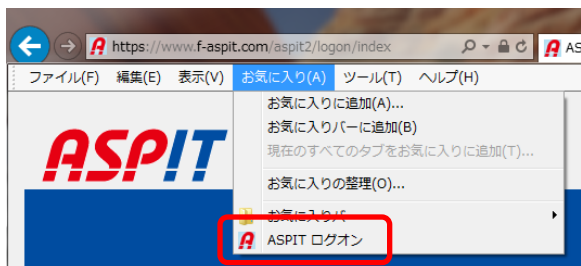 https://www.f-aspit.com/aspit2/logon/index
AS
ファイル(F) 編集(E) 表示(V) お気に入り(A) ツール(T) ヘルプ(H)
お気に入りに追加(A)...
お気に入りバーに追加(B)
現在のすべてのタブをお気に入りに追加(T)...
ASPIT
お気に入りの整理(O)...
お気に入りバー
ASPIT ログオン